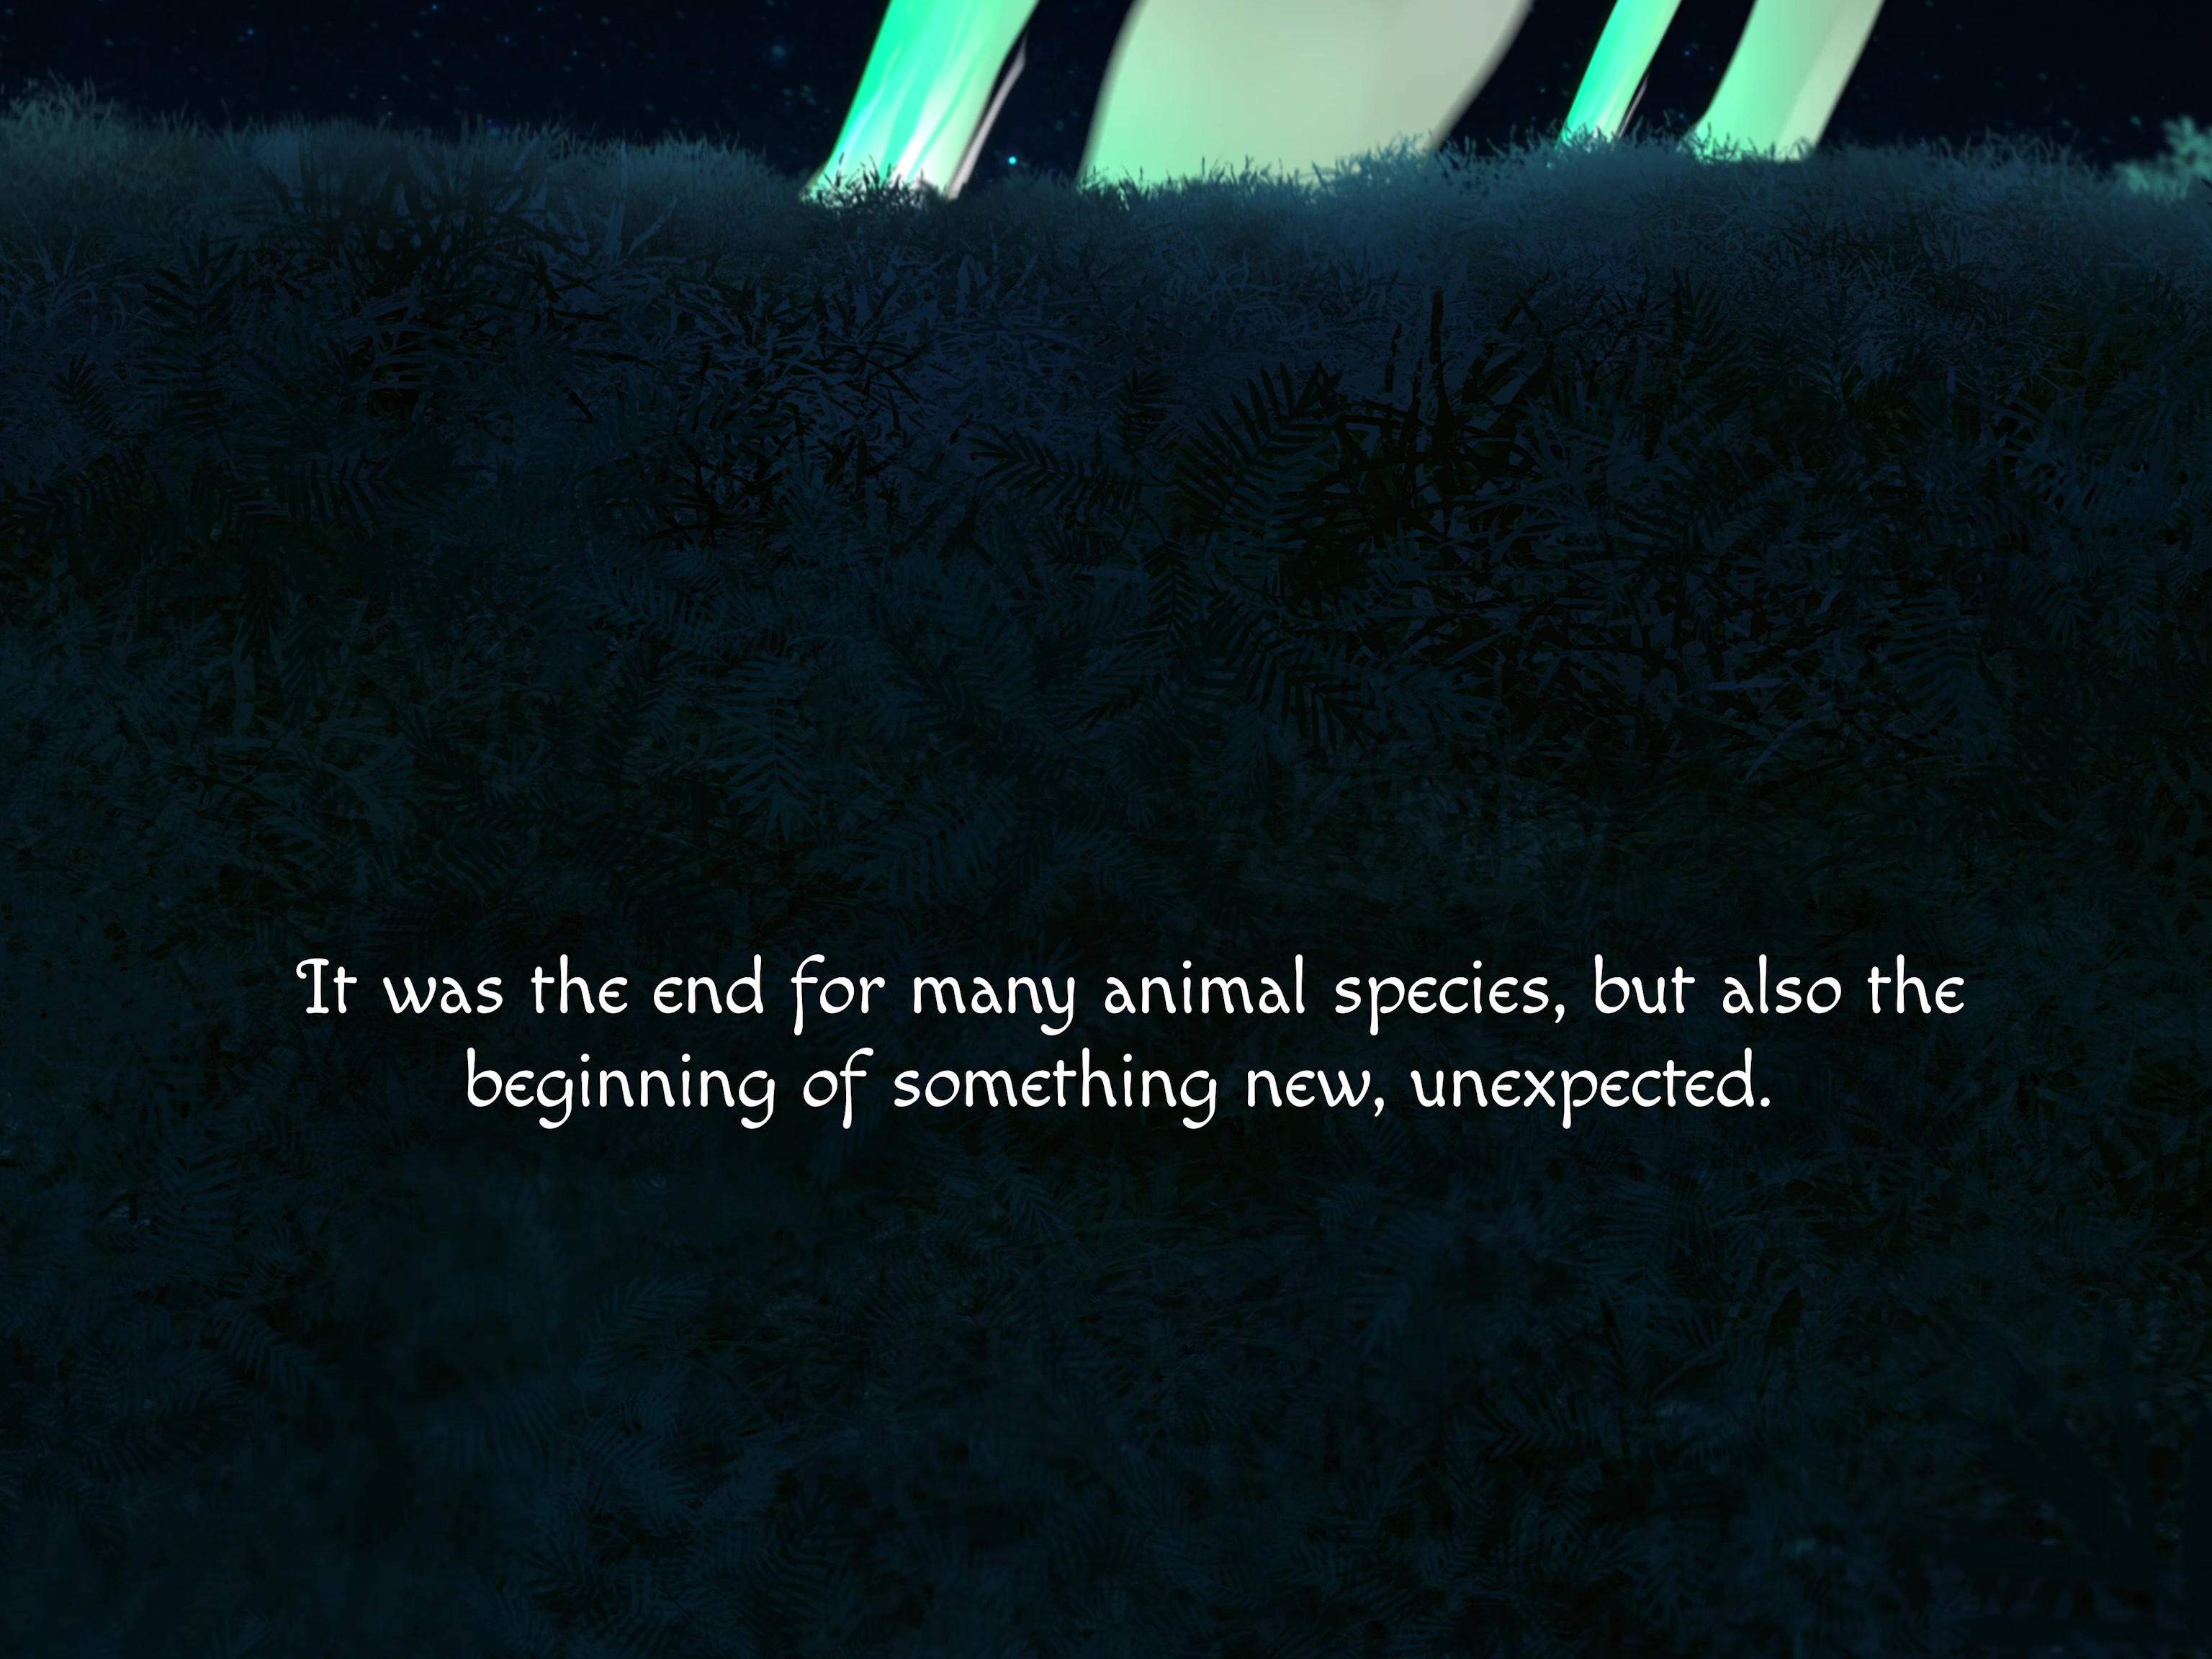 It was the end for many animal species, but also the
beginning of something new, unexpected.